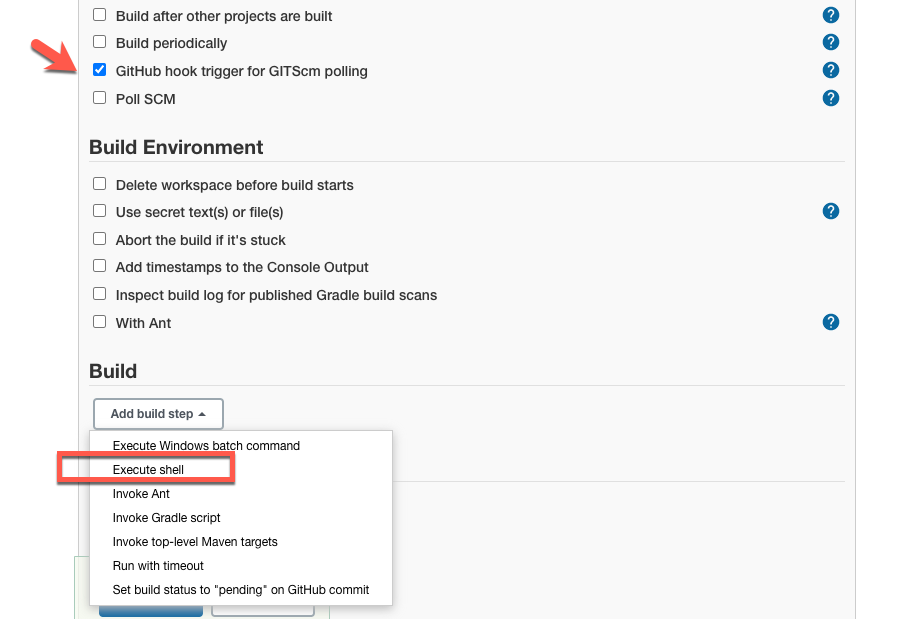 Build after other projects are built
?
Build periodically
?
GitHub hook trigger for GITScm polling
?
Poll SCM
?
Build Environment
Delete workspace before build starts
Use secret text(s) or file(s)
?
Abort the build if it's stuck
Add timestamps to the Console Output
Inspect build log for published Gradle build scans
With Ant
?
Build
Add build step
Execute Windows batch command
Execute shell
Invoke Ant
Invoke Gradle script
Invoke top-level Maven targets
Run with timeout
Set build status to "pending" on GitHub commit